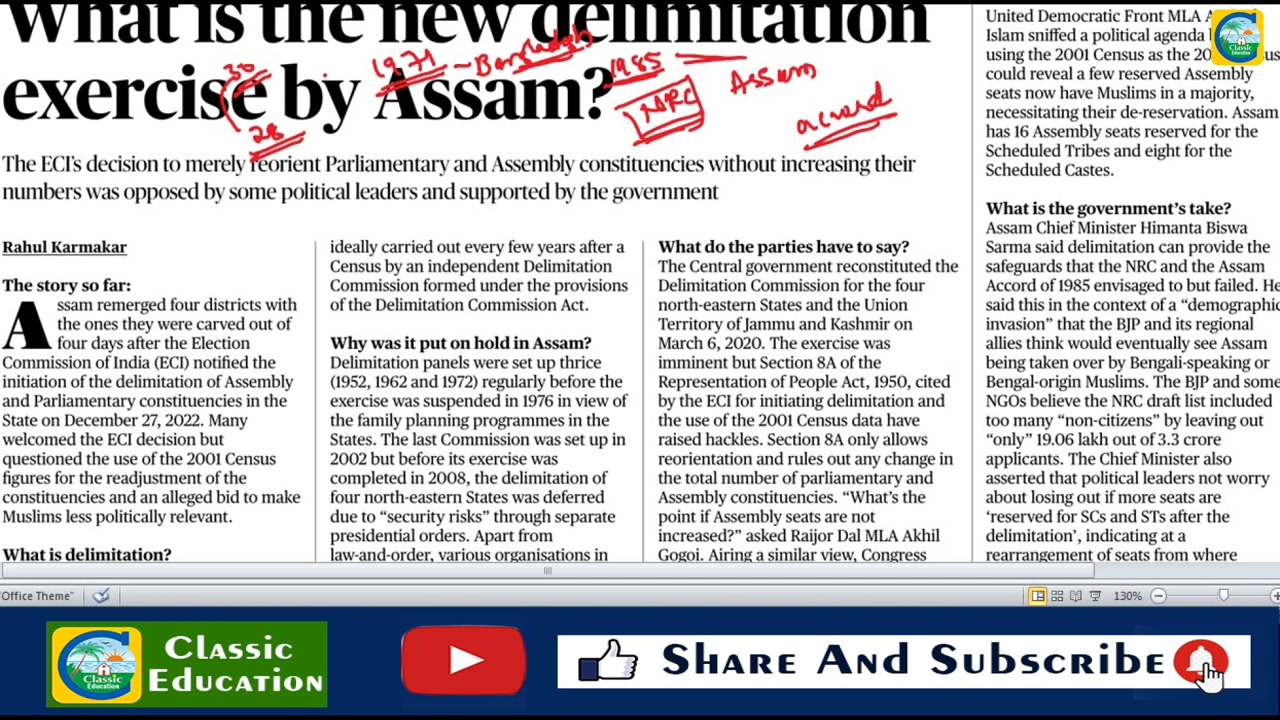 What is the new delimitation
exercise by Assam?
30
28
1971 - Bangladesh
1985
NRC
Assam
accord
The ECI's decision to merely reorient Parliamentary and Assembly constituencies without increasing their
numbers was opposed by some political leaders and supported by the government
Rahul Karmakar
The story so far:
Assam remerged four districts with
the ones they were carved out of
four days after the Election
Commission of India (ECI) notified the
initiation of the delimitation of Assembly
and Parliamentary constituencies in the
State on December 27, 2022. Many
welcomed the ECI decision but
questioned the use of the 2001 Census
figures for the readjustment of the
constituencies and an alleged bid to make
Muslims less politically relevant.
What is delimitation?
ideally carried out every few years after a
Census by an independent Delimitation
Commission formed under the provisions
of the Delimitation Commission Act.
Why was it put on hold in Assam?
Delimitation panels were set up thrice
(1952, 1962 and 1972) regularly before the
exercise was suspended in 1976 in view of
the family planning programmes in the
States. The last Commission was set up in
2002 but before its exercise was
completed in 2008, the delimitation of
four north-eastern States was deferred
due to “security risks” through separate
presidential orders. Apart from
law-and-order, various organisations in
What do the parties have to say?
The Central government reconstituted the
Delimitation Commission for the four
north-eastern States and the Union
Territory of Jammu and Kashmir on
March 6, 2020. The exercise was
imminent but Section 8A of the
Representation of People Act, 1950, cited
by the ECI for initiating delimitation and
the use of the 2001 Census data have
raised hackles. Section 8A only allows
reorientation and rules out any change in
the total number of parliamentary and
Assembly constituencies. “What's the
point if Assembly seats are not
increased?” asked Raijor Dal MLA Akhil
Gogoi. Airing a similar view, Congress
United Democratic Front MLA
Islam sniffed a political agenda
using the 2001 Census as the
could reveal a few reserved Assembly
seats now have Muslims in a majority,
necessitating their de-reservation. Assam
has 16 Assembly seats reserved for the
Scheduled Tribes and eight for the
Scheduled Castes.
What is the government's take?
Assam Chief Minister Himanta Biswa
Sarma said delimitation can provide the
safeguards that the NRC and the Assam
Accord of 1985 envisaged to but failed. He
said this in the context of a “demographic
invasion” that the BJP and its regional
allies think would eventually see Assam
being taken over by Bengali-speaking or
Bengal-origin Muslims. The BJP and some
NGOs believe the NRC draft list included
too many “non-citizens” by leaving out
“only” 19.06 lakh out of 3.3 crore
applicants. The Chief Minister also
asserted that political leaders not worry
about losing out if more seats are
‘reserved for SCs and STs after the
delimitation’, indicating at a
rearrangement of seats from where
Classic
Education
"Office Theme"
130%
Classic
Education
Classic
Education
Share And Subscribe